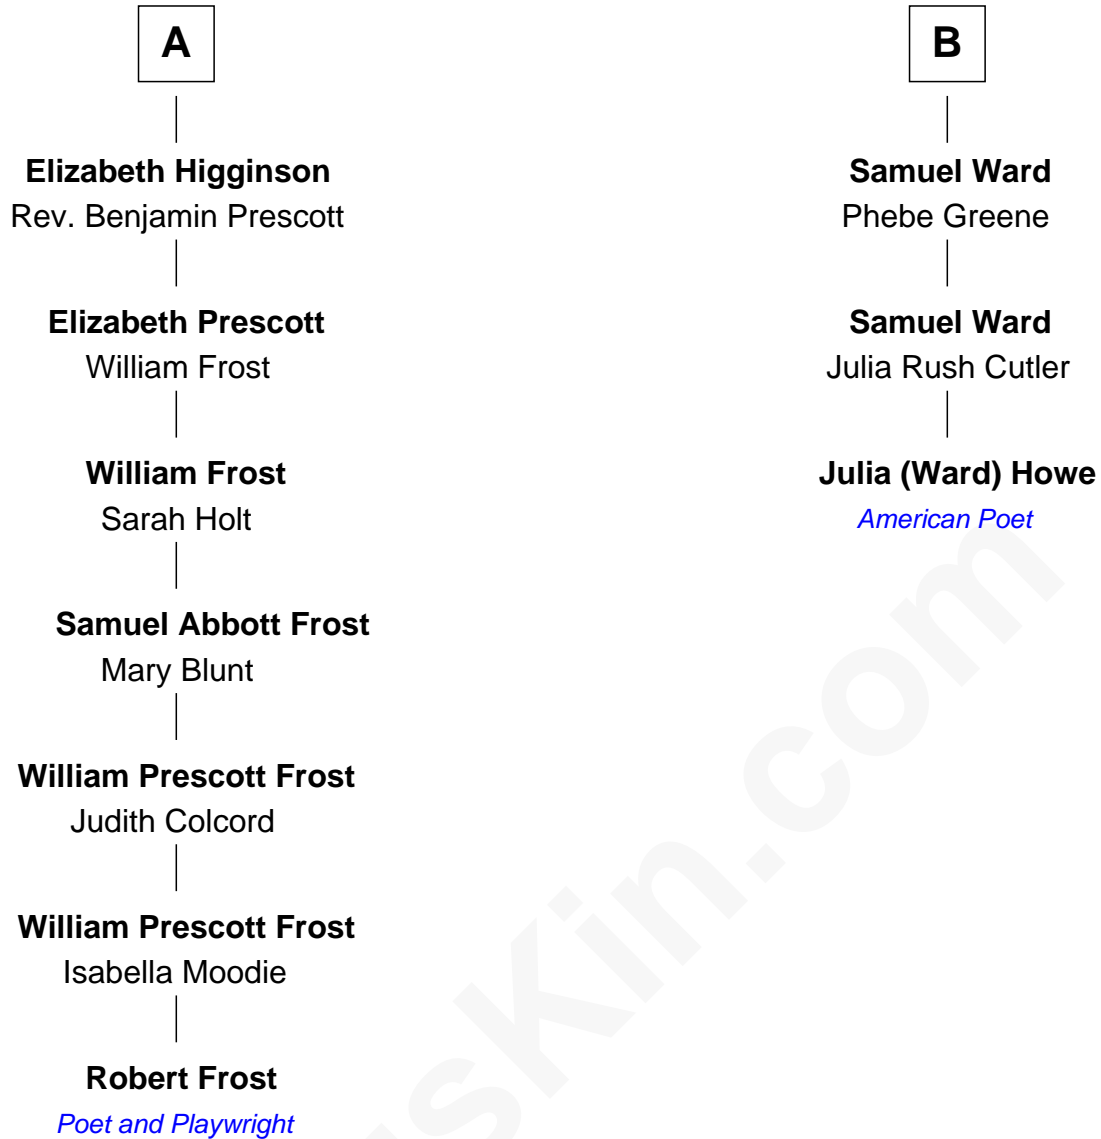 A
Elizabeth Higginson
Rev. Benjamin Prescott
Elizabeth Prescott
William Frost
William Frost
Sarah Holt
Samuel Abbott Frost
Mary Blunt
William Prescott Frost
Judith Colcord
William Prescott Frost
Isabella Moodie
Robert Frost
Poet and Playwright
B
Samuel Ward
Phebe Greene
Samuel Ward
Julia Rush Cutler
Julia (Ward) Howe
American Poet
sKin.com